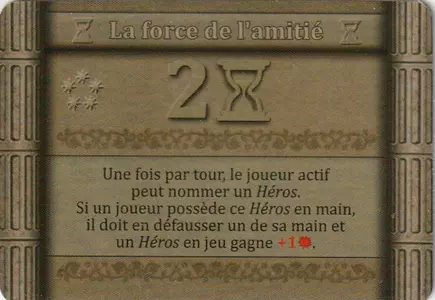 La force de l'amitié
2
Une fois par tour, le joueur actif
peut nommer un Héros.
Si un joueur possède ce Héros en main,
il doit en défausser un de sa main et
un Héros en jeu gagne +1.